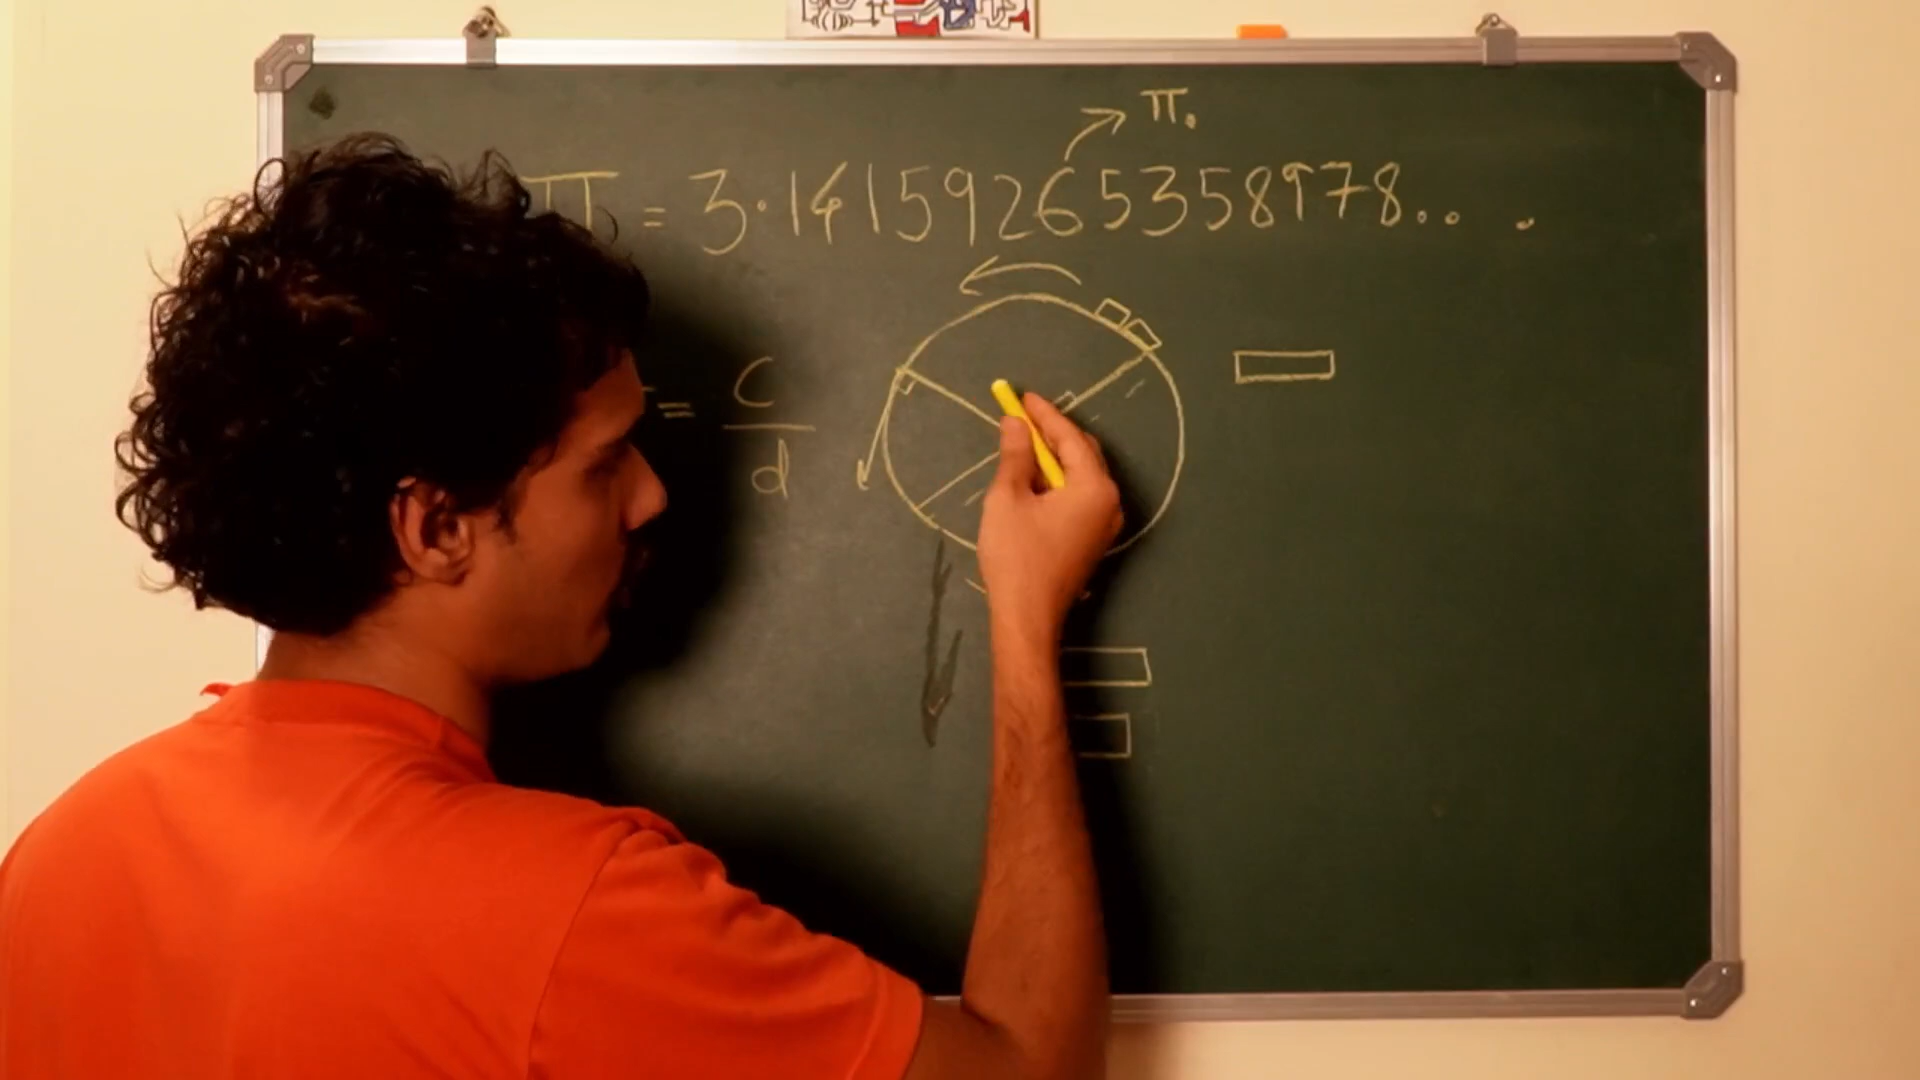 π.
π = 3.14159265358978.. .
= C
d